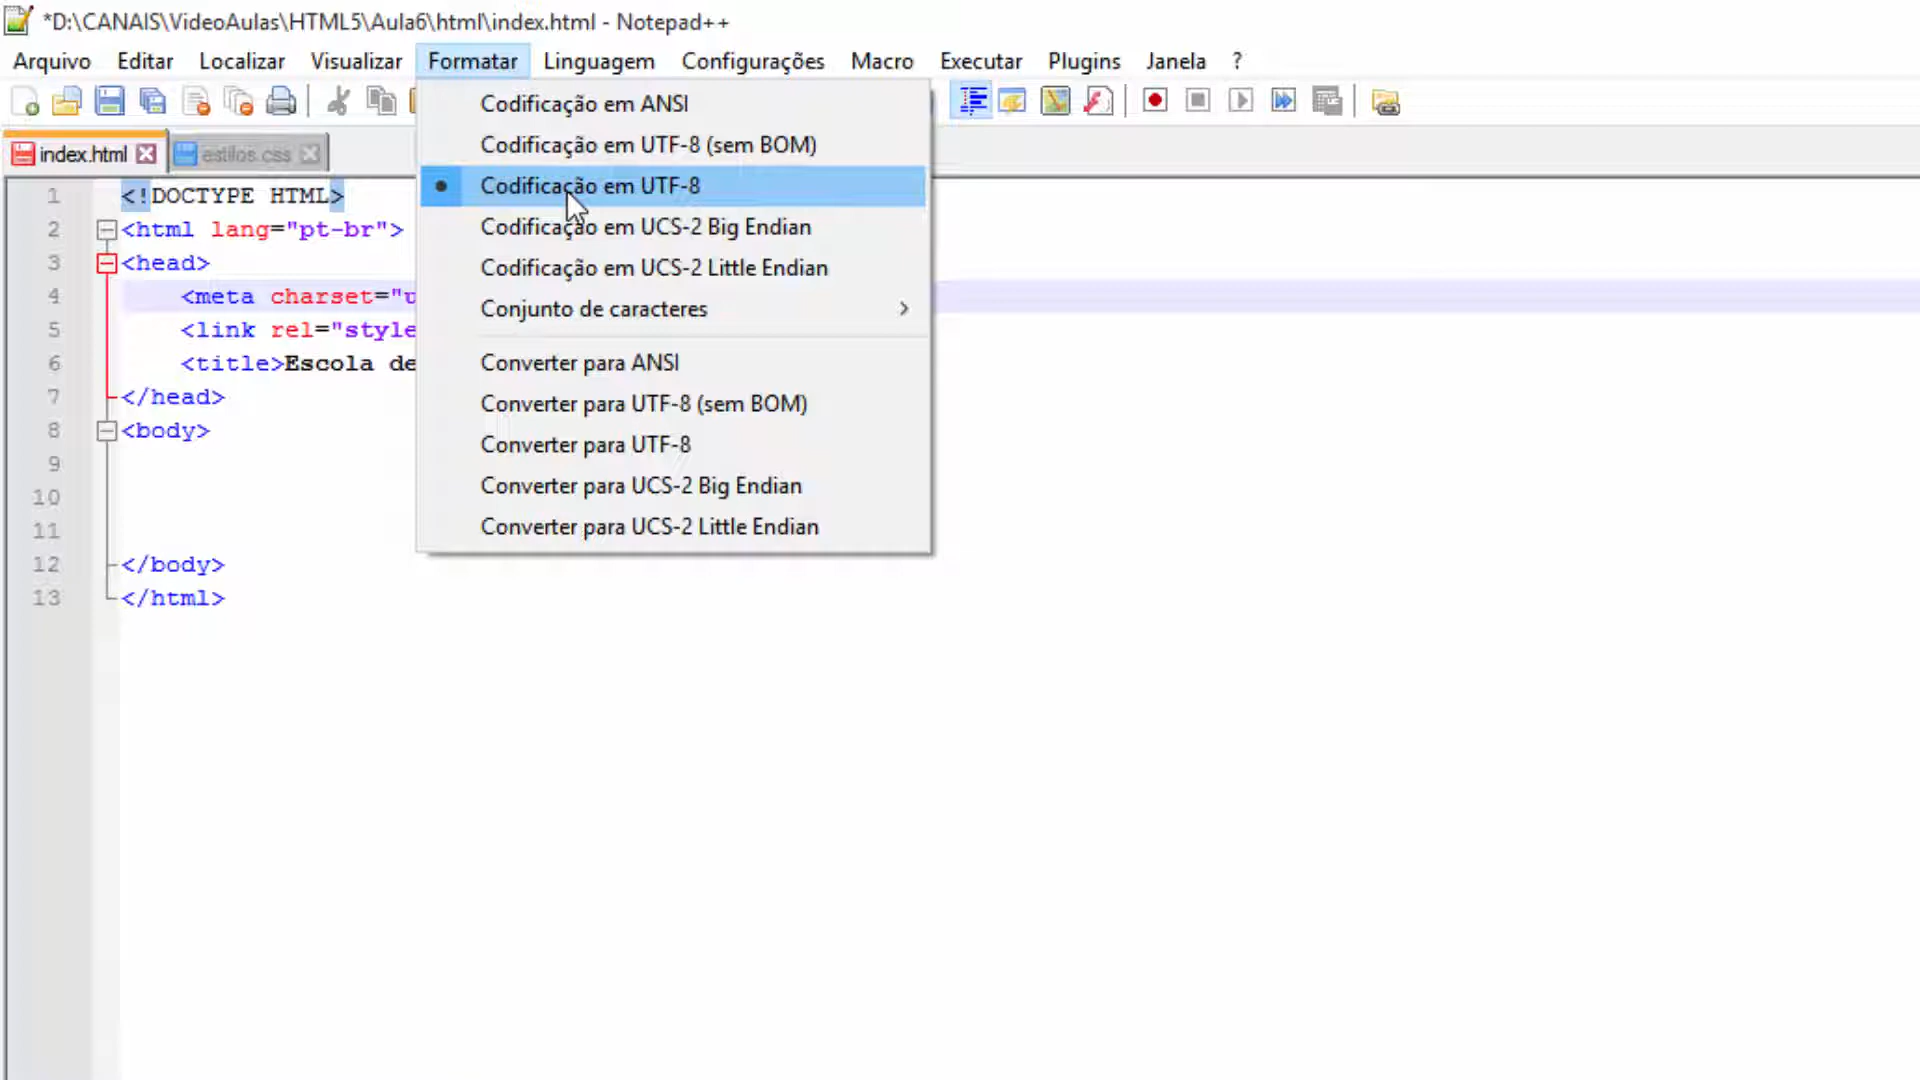 *D:\CANAIS\VideoAulas\HTML5\Aula6\html\index.html - Notepad++
Arquivo Editar Localizar Visualizar Formatar Linguagem Configurações Macro Executar Plugins Janela ?
index.html estilos.css
Codificação em ANSI
Codificação em UTF-8 (sem BOM)
Codificação em UTF-8
Codificação em UCS-2 Big Endian
Codificação em UCS-2 Little Endian
Conjunto de caracteres
Converter para ANSI
Converter para UTF-8 (sem BOM)
Converter para UTF-8
Converter para UCS-2 Big Endian
Converter para UCS-2 Little Endian
1 <!DOCTYPE HTML>
2 <html lang="pt-br">
3 <head>
4 <meta charset="u
5 <link rel="style
6 <title>Escola de
7 </head>
8 <body>
9
10
11
12 </body>
13 </html>